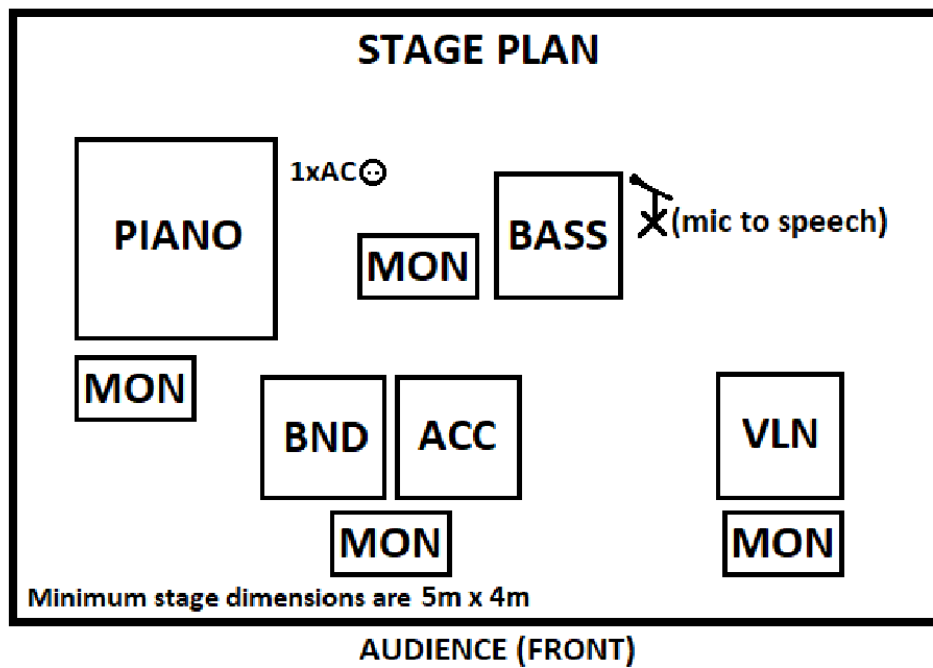 STAGE PLAN
1xAC
PIANO
BASS
(mic to speech)
MON
MON
BND
ACC
VLN
MON
MON
Minimum stage dimensions are 5m x 4m
AUDIENCE (FRONT)